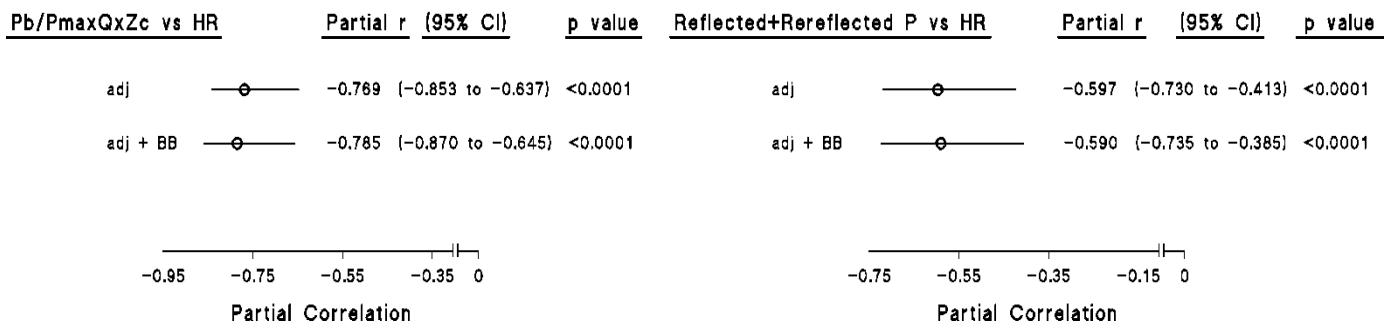 Pb/PmaxQxZc vs HR Partial r (95% CI) p value Reflected+Rereflected P vs HR Partial r (95% CI) p value
adj -0.769 (-0.853 to -0.637) <0.0001 adj -0.597 (-0.730 to -0.413) <0.0001
adj + BB -0.785 (-0.870 to -0.645) <0.0001 adj + BB -0.590 (-0.735 to -0.385) <0.0001
-0.95 -0.75 -0.55 -0.35 0 -0.75 -0.55 -0.35 -0.15 0
Partial Correlation Partial Correlation